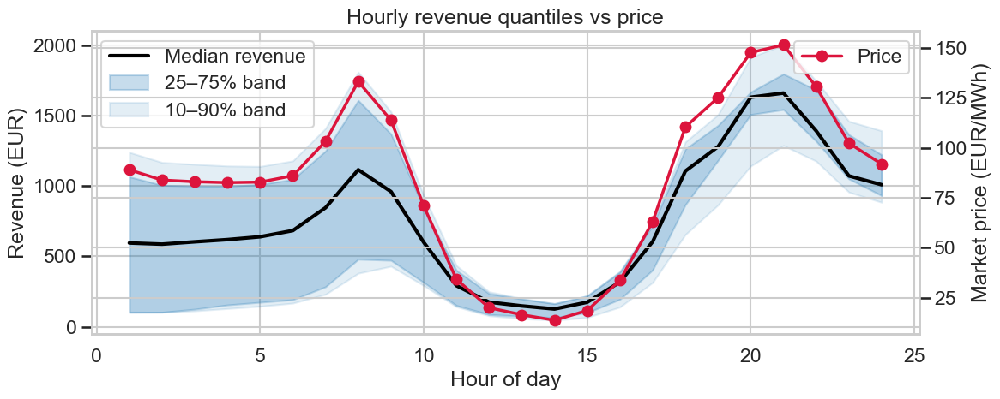 Hourly revenue quantiles vs price
Median revenue
25–75% band
10–90% band
Price
Revenue (EUR)
2000
1500
1000
500
0
Market price (EUR/MWh)
150
125
100
75
50
25
0 5 10 15 20 25
Hour of day